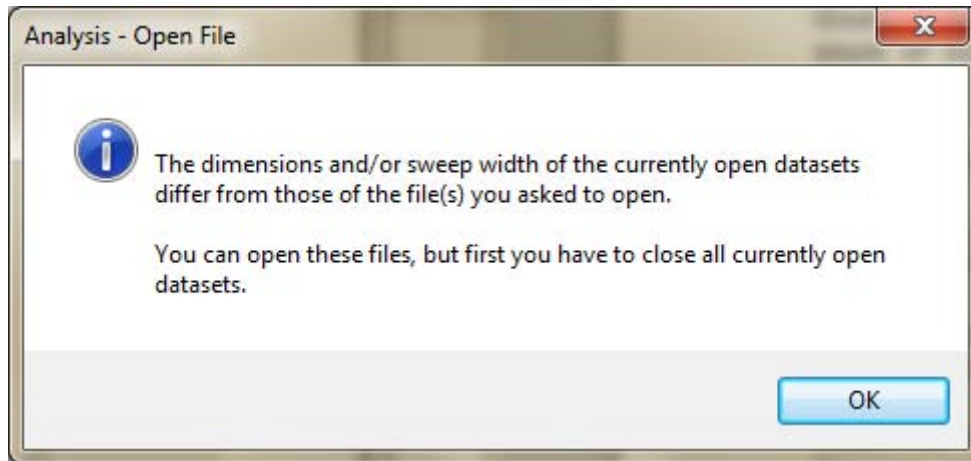 Analysis - Open File
The dimensions and/or sweep width of the currently open datasets
differ from those of the file(s) you asked to open.
You can open these files, but first you have to close all currently open
datasets.
OK